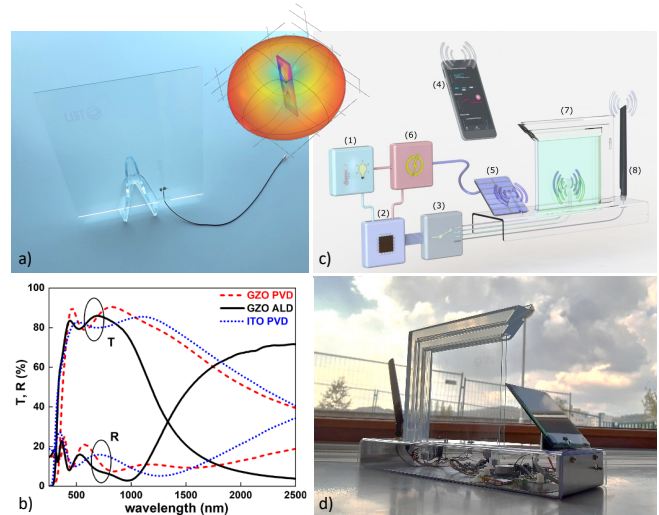 a)
(1)
(2)
(3)
(4)
(5)
(6)
(7)
(8)
c)
T, R (%)
100
80
60
40
20
0
GZO PVD
GZO ALD
ITO PVD
T
R
500 1000 1500 2000 2500
wavelength (nm)
b)
d)